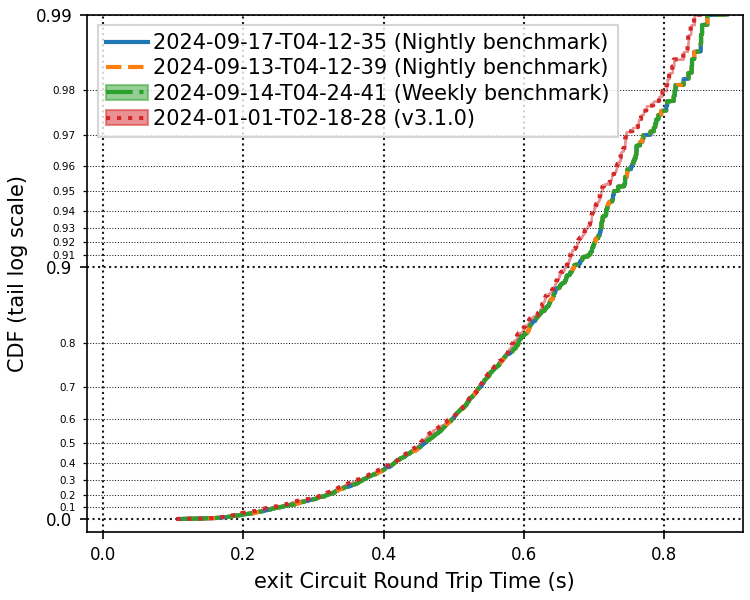 2024-09-17-T04-12-35 (Nightly benchmark)
2024-09-13-T04-12-39 (Nightly benchmark)
2024-09-14-T04-24-41 (Weekly benchmark)
2024-01-01-T02-18-28 (v3.1.0)
CDF (tail log scale)
0.99
0.98
0.97
0.96
0.95
0.94
0.93
0.92
0.91
0.9
0.8
0.7
0.6
0.5
0.4
0.3
0.2
0.1
0.0
0.0 0.2 0.4 0.6 0.8
exit Circuit Round Trip Time (s)